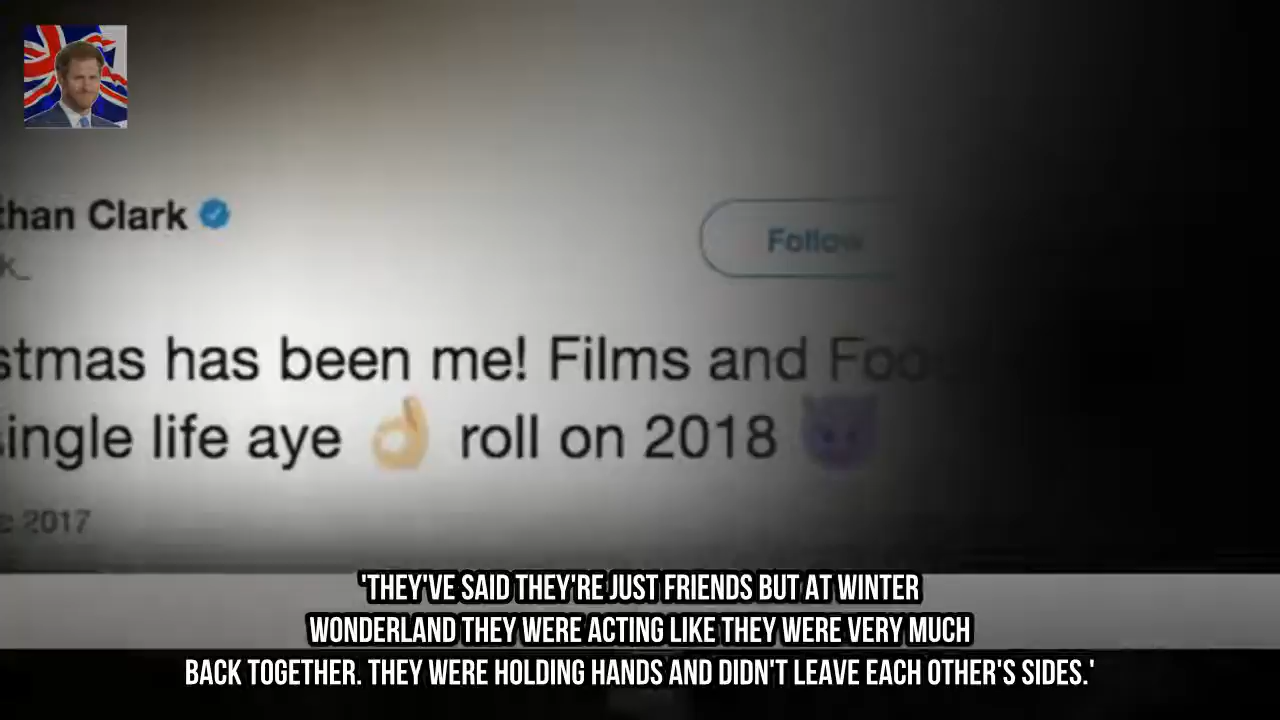 than Clark
Follow
k_
stmas has been me! Films and Foo
single life aye 👌 roll on 2018 😈
2017
'THEY'VE SAID THEY'RE JUST FRIENDS BUT AT WINTER
WONDERLAND THEY WERE ACTING LIKE THEY WERE VERY MUCH
BACK TOGETHER. THEY WERE HOLDING HANDS AND DIDN'T LEAVE EACH OTHER'S SIDES.'